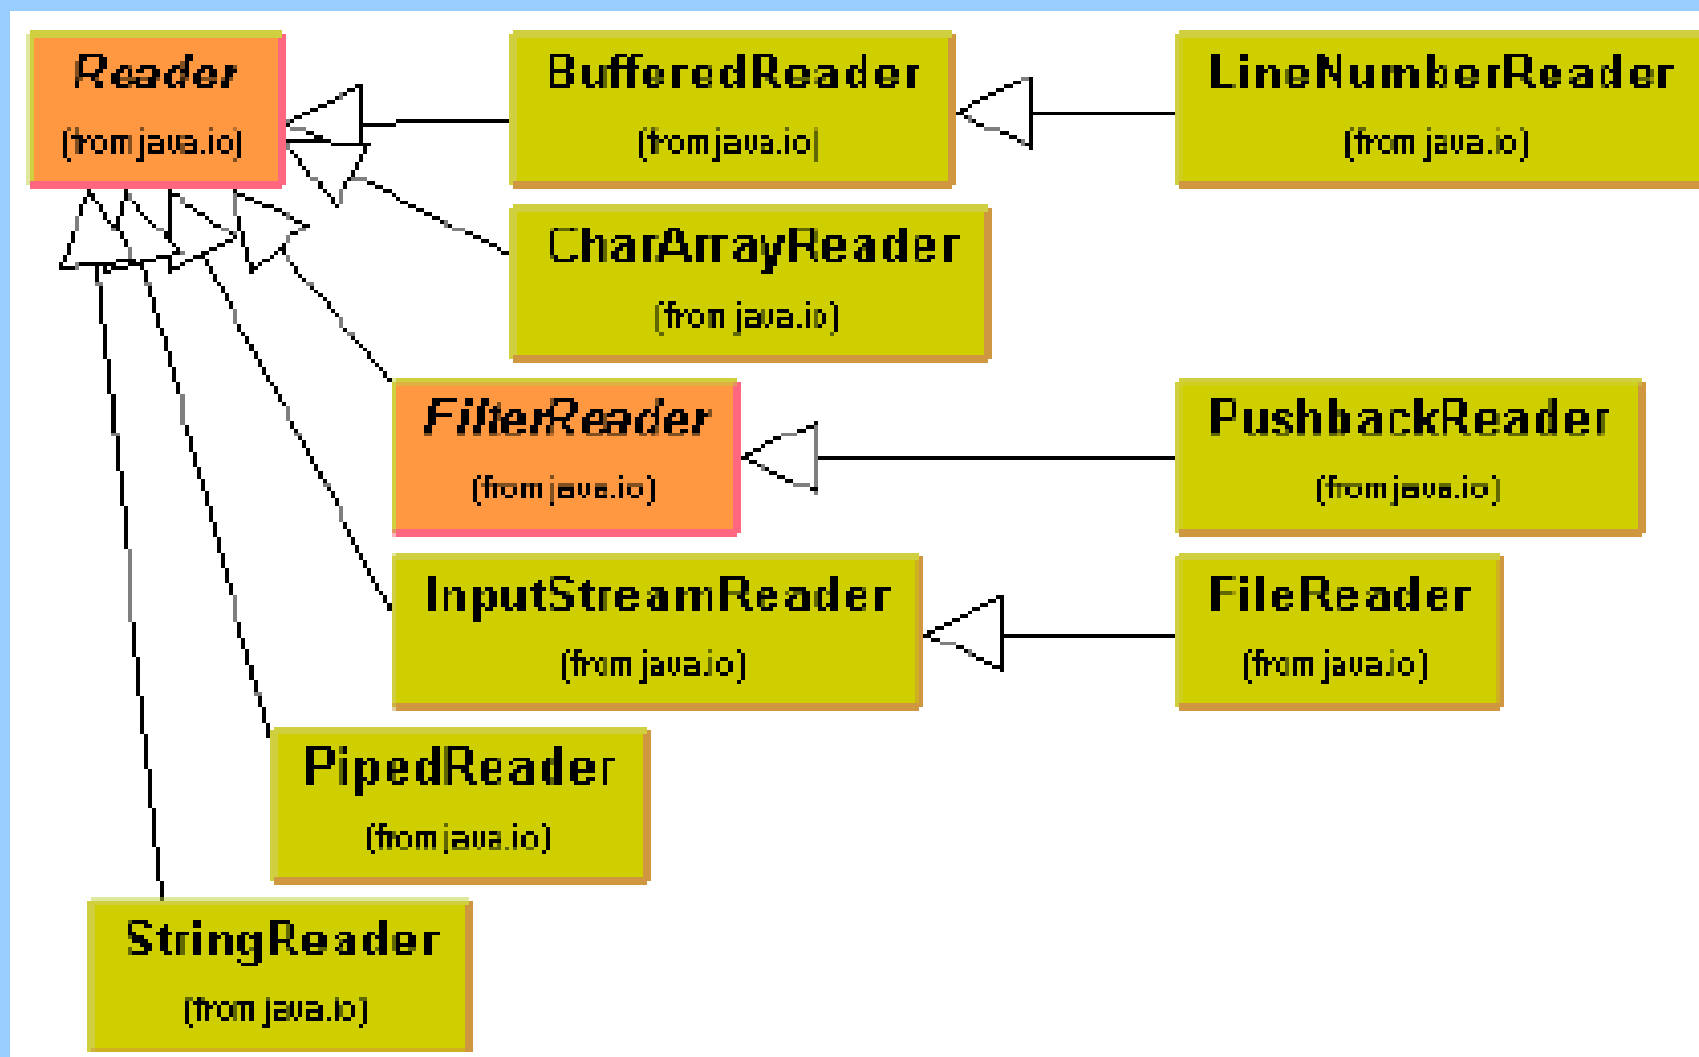 Reader
(from java.io)
BufferedReader
(from java.io)
LineNumberReader
(from java.io)
CharArrayReader
(from java.io)
FilterReader
(from java.io)
PushbackReader
(from java.io)
InputStreamReader
(from java.io)
FileReader
(from java.io)
PipedReader
(from java.io)
StringReader
(from java.io)